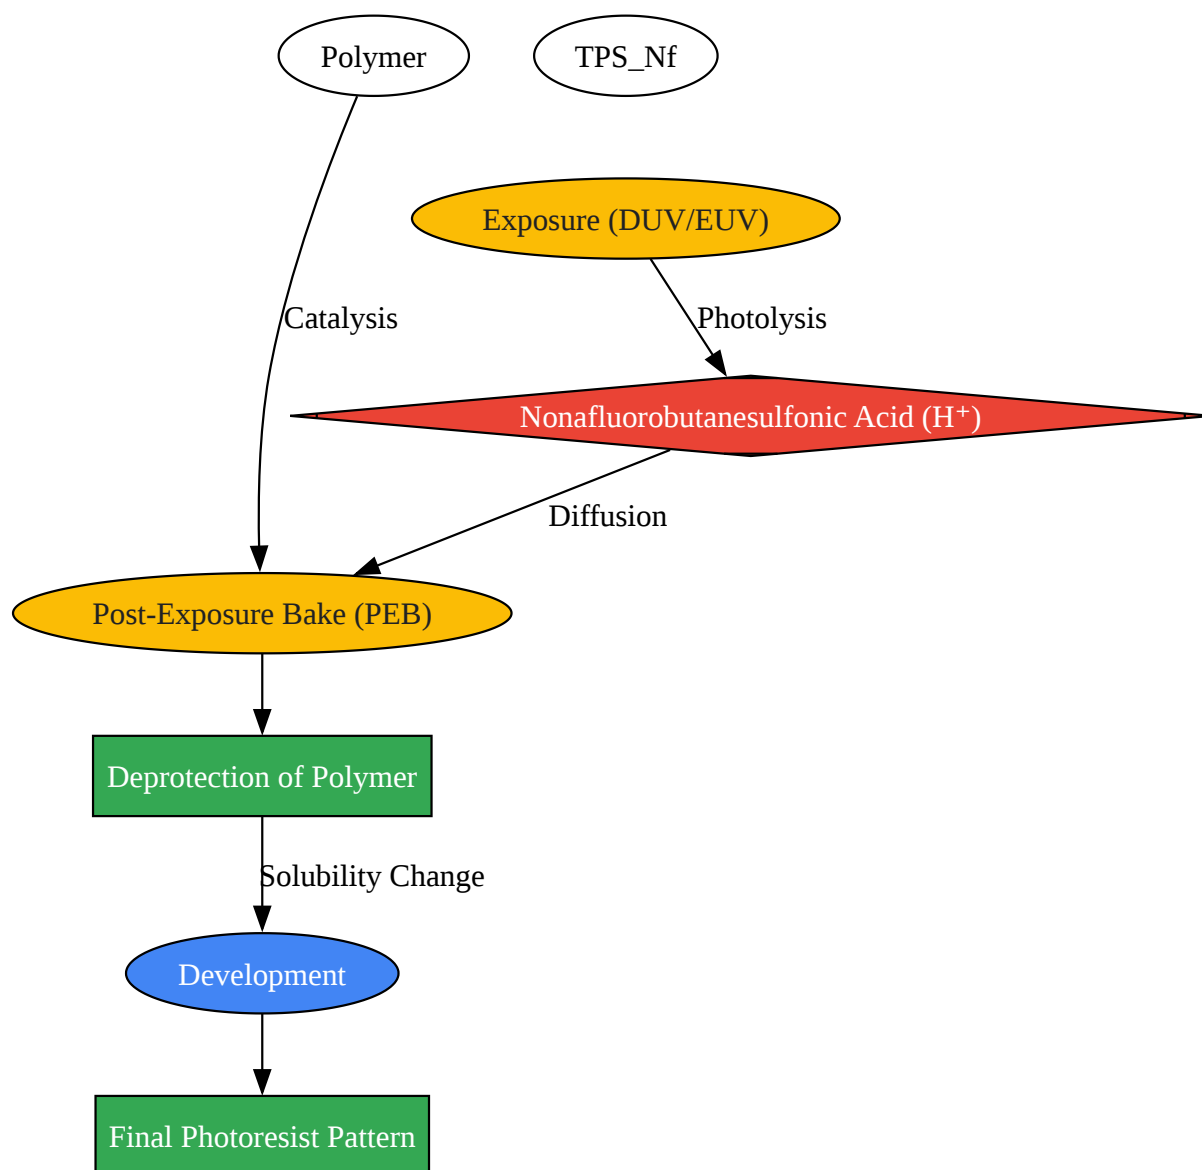 Polymer
TPS_Nf
Exposure (DUV/EUV)
Catalysis
Photolysis
Nonafluorobutanesulfonic Acid (H⁺)
Diffusion
Post-Exposure Bake (PEB)
Deprotection of Polymer
Solubility Change
Development
Final Photoresist Pattern